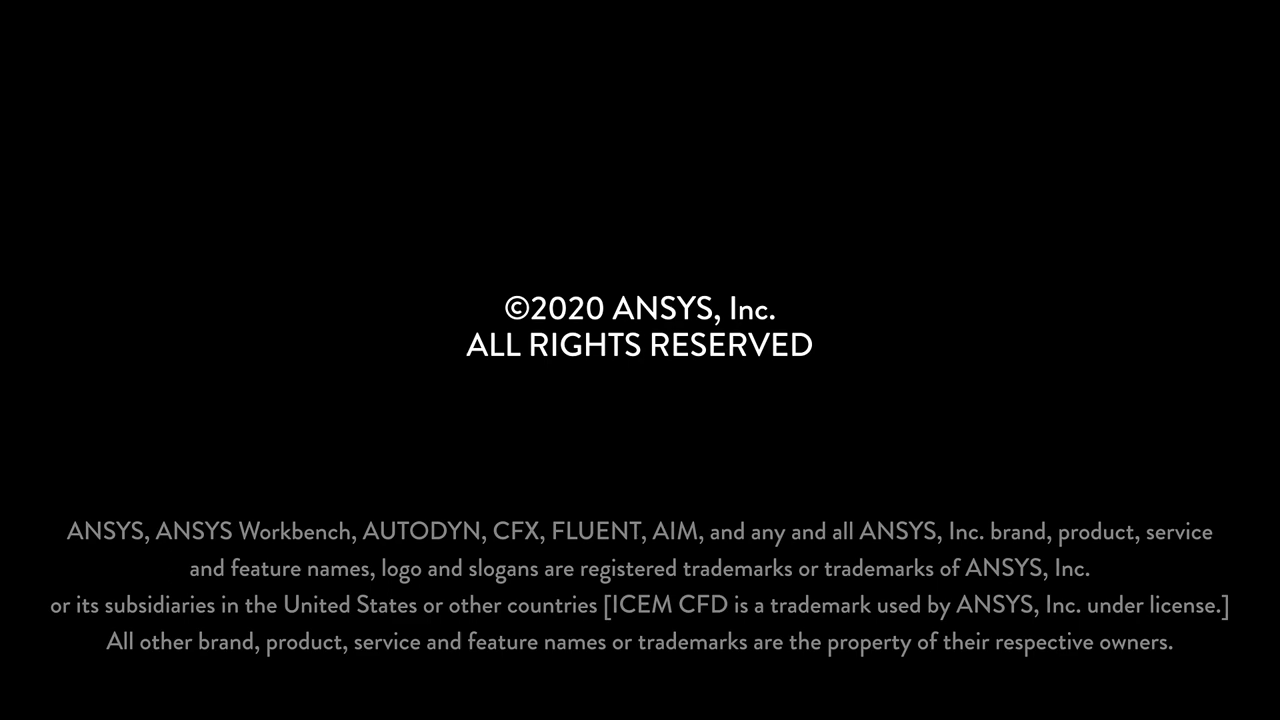 ©2020 ANSYS, Inc.
ALL RIGHTS RESERVED
ANSYS, ANSYS Workbench, AUTODYN, CFX, FLUENT, AIM, and any and all ANSYS, Inc. brand, product, service
and feature names, logo and slogans are registered trademarks or trademarks of ANSYS, Inc.
or its subsidiaries in the United States or other countries [ICEM CFD is a trademark used by ANSYS, Inc. under license.]
All other brand, product, service and feature names or trademarks are the property of their respective owners.